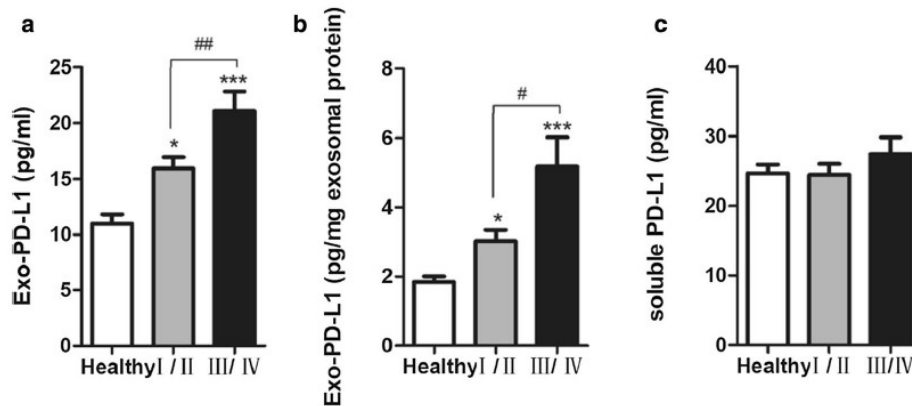 a
Exo-PD-L1 (pg/ml)
25
20
15
10
5
0
##
***
*
Healthy Ⅰ / Ⅱ Ⅲ/ Ⅳ
b
Exo-PD-L1 (pg/mg exosomal protein)
8
6
4
2
0
#
***
*
Healthy Ⅰ / Ⅱ Ⅲ/ Ⅳ
c
soluble PD-L1 (pg/ml)
40
30
20
10
0
Healthy Ⅰ / Ⅱ Ⅲ/Ⅳ